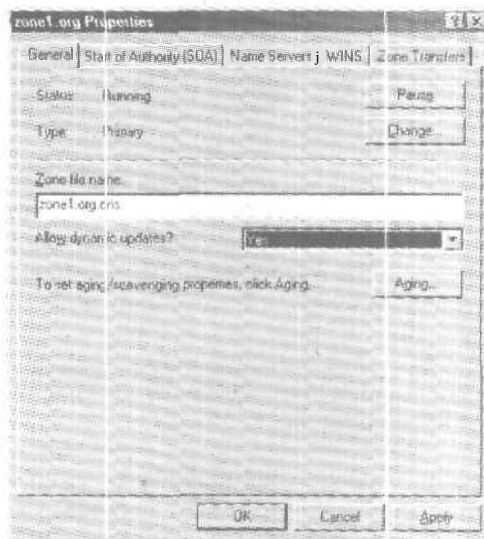 zone1.org Properties
General Start of Authority (SOA) Name Servers WINS Zone Transfers
Status: Running Pause
Type: Primary Change...
Zone file name:
zone1.org.dns
Allow dynamic updates? Yes
To set aging/scavenging properties, click Aging. Aging...
OK Cancel Apply